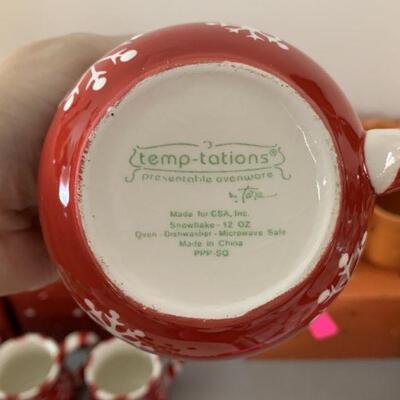 temp-tations®
presentable ovenware
by Tara
Made for CSA, Inc.
Snowflake - 12 OZ
Oven - Dishwasher - Microwave Safe
Made in China
PPP-SQ